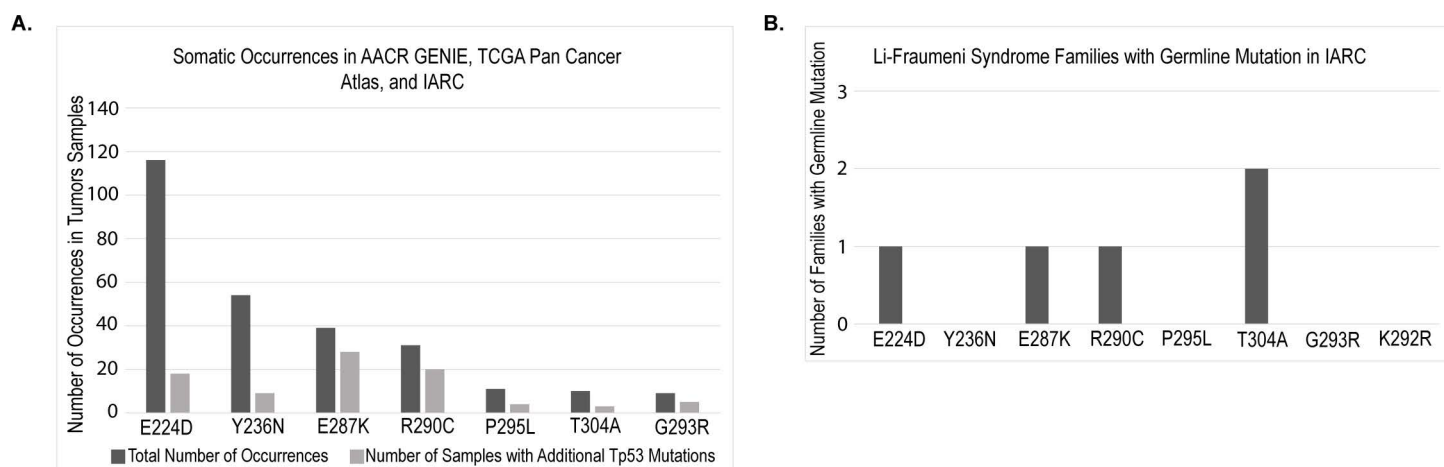 A.
Somatic Occurrences in AACR GENIE, TCGA Pan Cancer
Atlas, and IARC
Number of Occurrences in Tumors Samples
140
120
100
80
60
40
20
0
E224D Y236N E287K R290C P295L T304A G293R
Total Number of Occurrences Number of Samples with Additional Tp53 Mutations
B.
Li-Fraumeni Syndrome Families with Germline Mutation in IARC
Number of Families with Germline Mutation
3
2
1
0
E224D Y236N E287K R290C P295L T304A G293R K292R